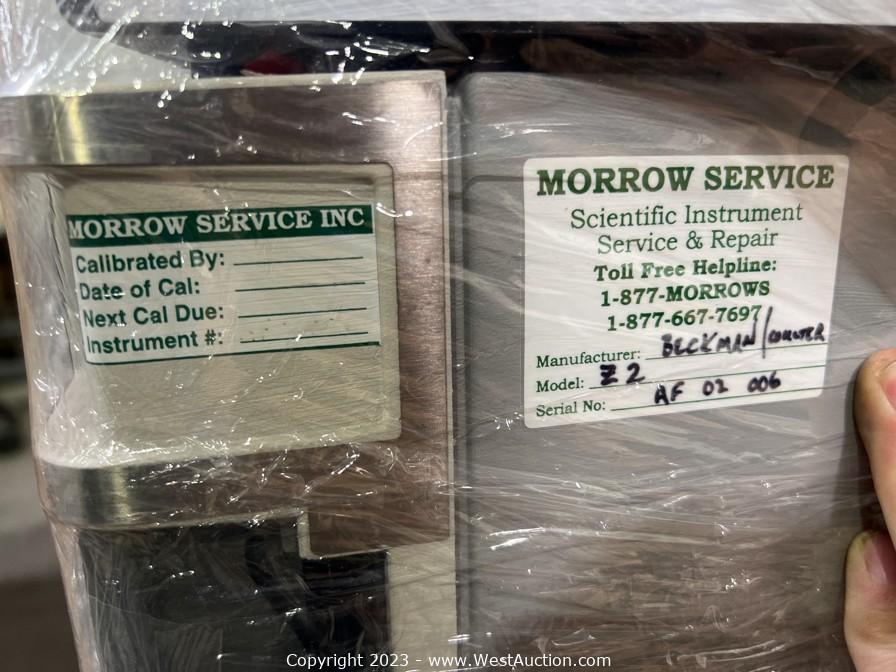 MORROW SERVICE INC
Calibrated By:
Date of Cal:
Next Cal Due:
Instrument #:
MORROW SERVICE
Scientific Instrument
Service & Repair
Toll Free Helpline:
1-877-MORROWS
1-877-667-7697
Manufacturer: BECKMAN/COULTER
Model: Z2
Serial No: AF 02 006
Copyright 2023 - www.WestAuction.com